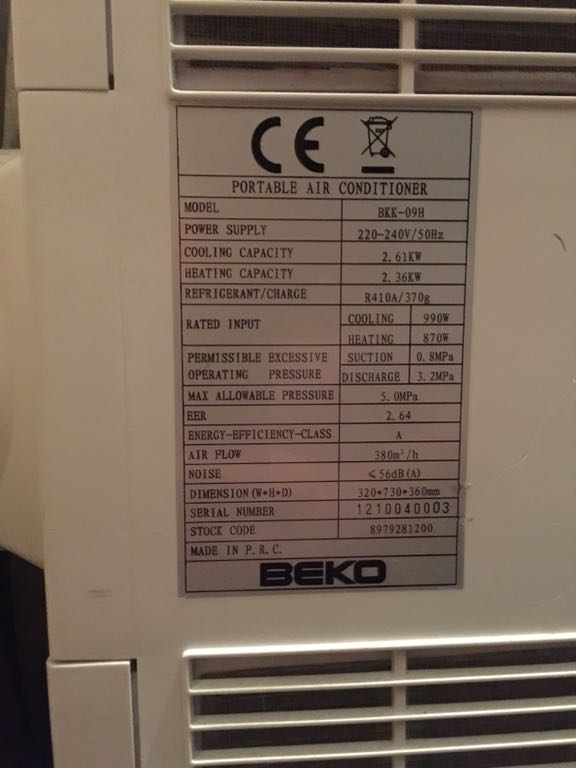 CE
PORTABLE AIR CONDITIONER
MODEL BKK-09H
POWER SUPPLY 220-240V/50Hz
COOLING CAPACITY 2.61KW
HEATING CAPACITY 2.36KW
REFRIGERANT/CHARGE R410A/370g
RATED INPUT COOLING 990W
HEATING 870W
PERMISSIBLE EXCESSIVE SUCTION 0.8MPa
OPERATING PRESSURE DISCHARGE 3.2MPa
MAX ALLOWABLE PRESSURE 5.0MPa
EER 2.64
ENERGY-EFFICIENCY-CLASS A
AIR FLOW 380m³/h
NOISE ≤56dB(A)
DIMENSION(W*H*D) 320*730*360mm
SERIAL NUMBER 1210040003
STOCK CODE 8979281200
MADE IN P.R.C.
BEKO